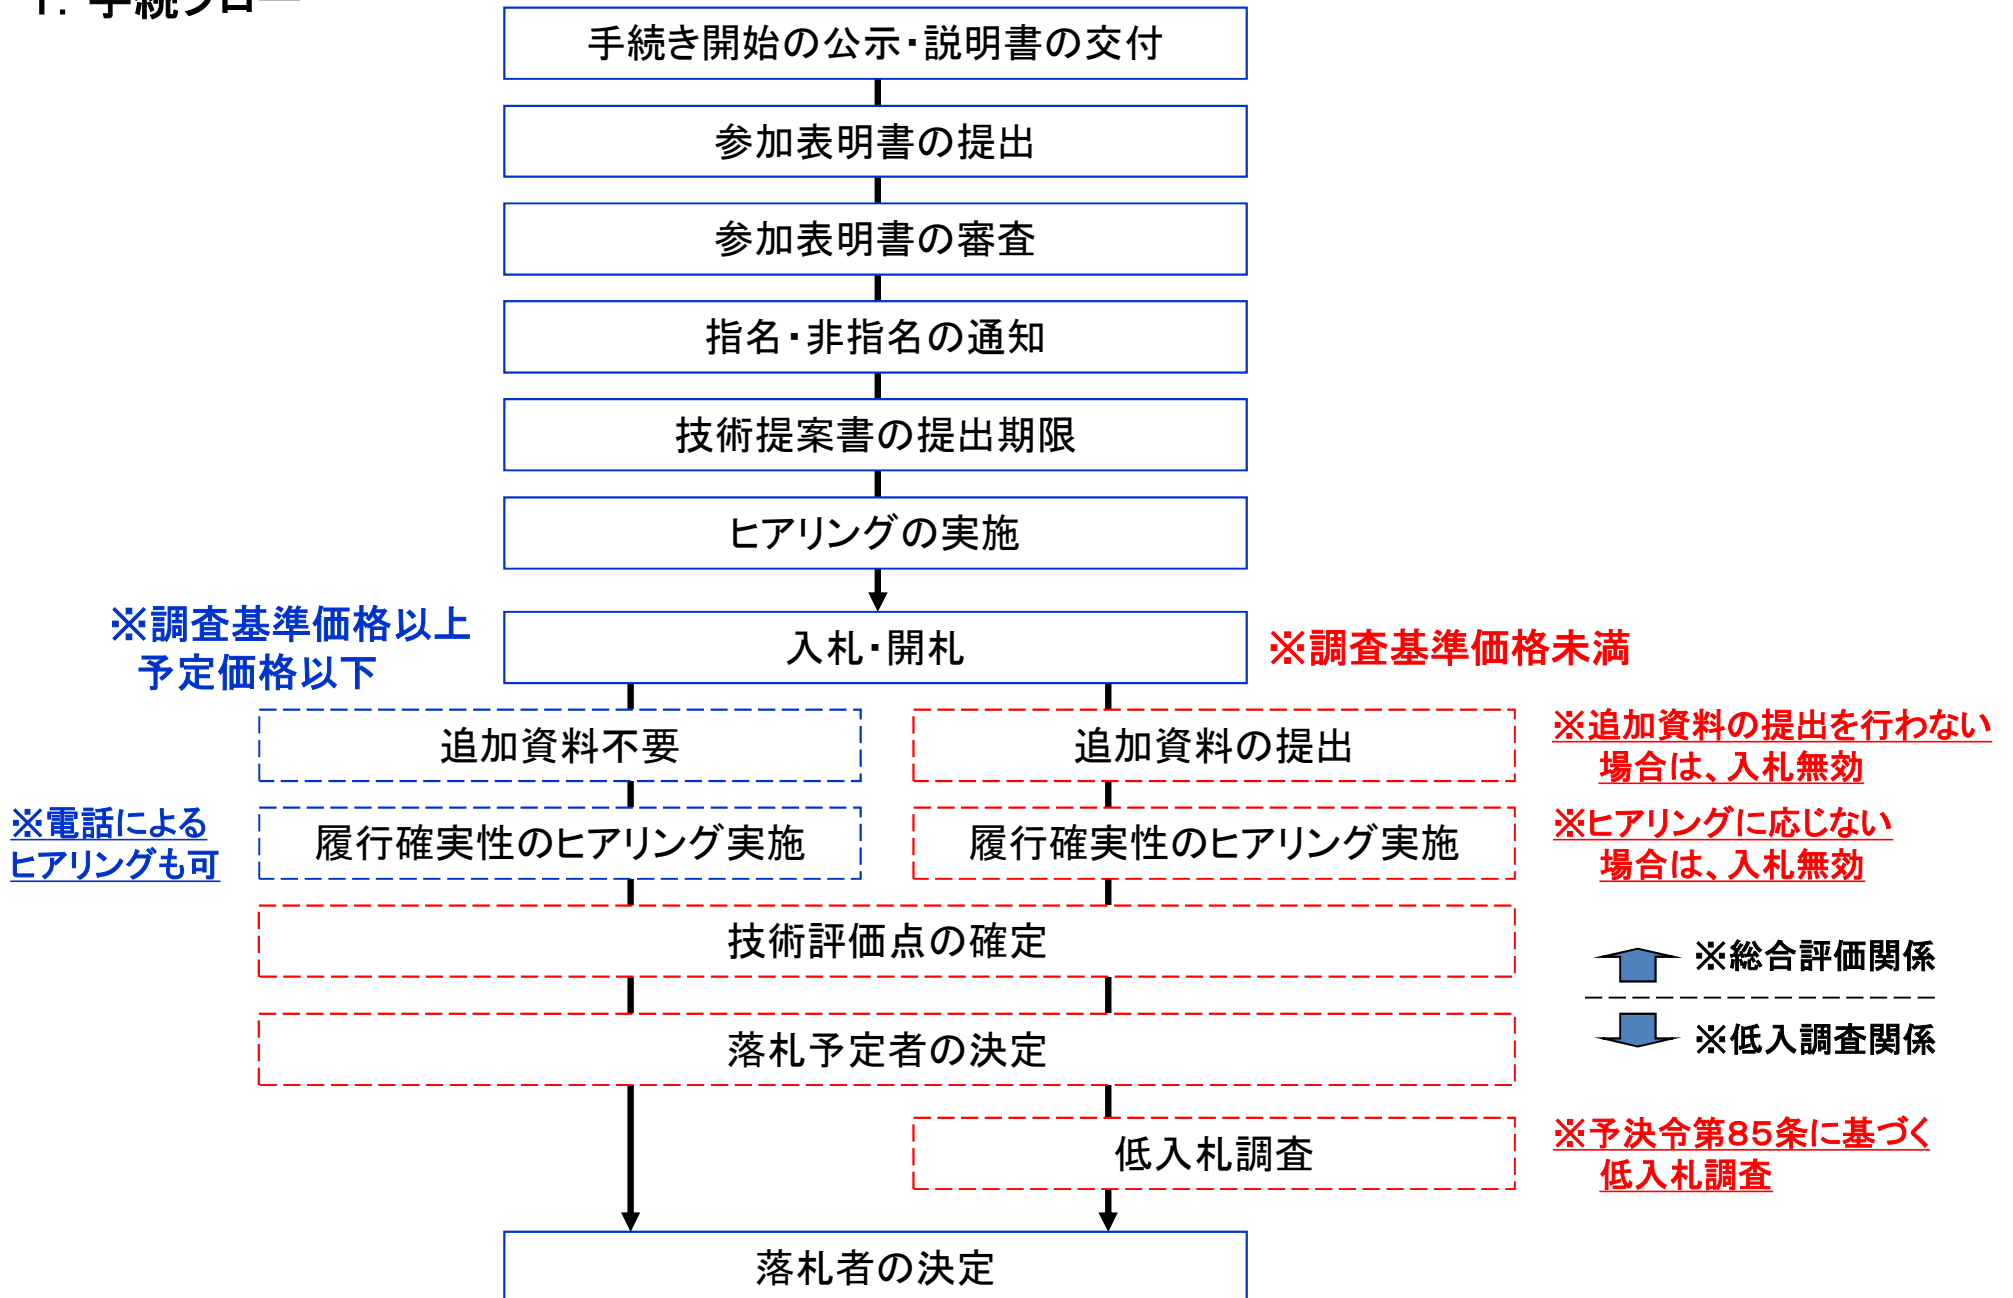 1. 手続フロー
手続き開始の公示・説明書の交付
参加表明書の提出
参加表明書の審査
指名・非指名の通知
技術提案書の提出期限
ヒアリングの実施
※調査基準価格以上
予定価格以下
入札・開札
※調査基準価格未満
追加資料不要
追加資料の提出
※追加資料の提出を行わない
場合は、入札無効
※電話による
ヒアリングも可
履行確実性のヒアリング実施
履行確実性のヒアリング実施
※ヒアリングに応じない
場合は、入札無効
技術評価点の確定
※総合評価関係
落札予定者の決定
※低入調査関係
低入札調査
※予決令第85条に基づく
低入札調査
落札者の決定